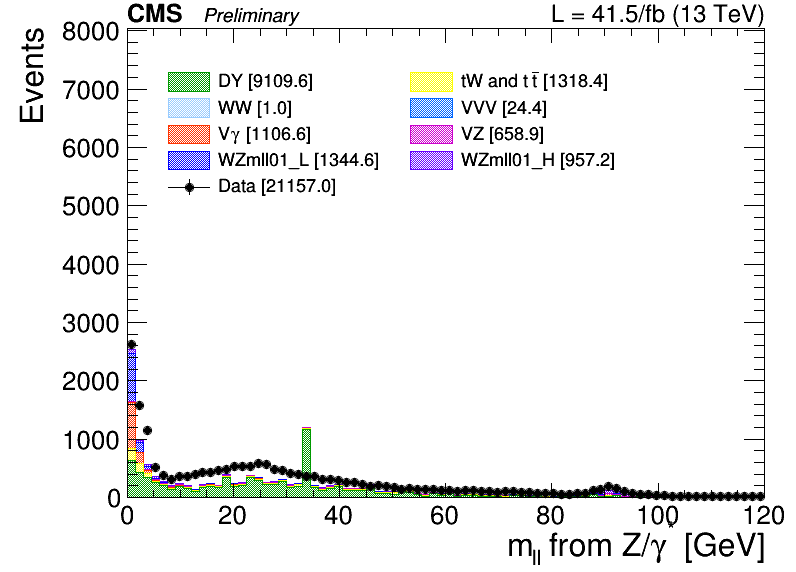 CMS Preliminary L = 41.5/fb (13 TeV)
Events
8000
7000
6000
5000
4000
3000
2000
1000
0
DY [9109.6]
tW and tt̅ [1318.4]
WW [1.0]
VVV [24.4]
Vγ [1106.6]
VZ [658.9]
WZmll01_L [1344.6]
WZmll01_H [957.2]
Data [21157.0]
0 20 40 60 80 100 120
m_ll from Z/γ* [GeV]